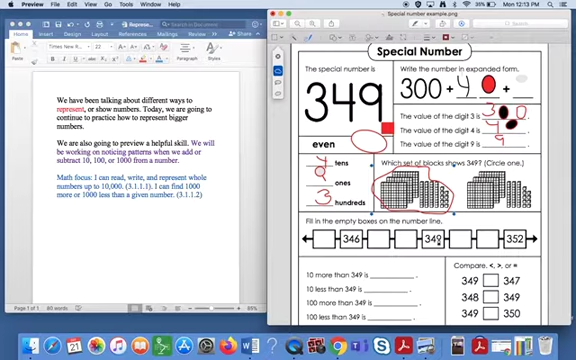 Preview File Edit View Go Tools Window Help
35% Mon 12:13 PM
Special number example.png
Home Insert Design Layout References Mailings Review
Times New R... 22
Paste
We have been talking about different ways to
represent, or show numbers. Today, we are going to
continue to practice how to represent bigger
numbers.
We are also going to preview a helpful skill. We will
be working on noticing patterns when we add or
subtract 10, 100, or 1000 from a number.
Math focus: I can read, write, and represent whole
numbers up to 10,000. (3.1.1.1). I can find 1000
more or 1000 less than a given number. (3.1.1.2)
Page 1 of 1 80 words
Special Number
The special number is
349
even
Write the number in expanded form.
300 + 4 +
The value of the digit 3 is 3 0.
The value of the digit 4 is 4
The value of the digit 9 is 9
4 tens
9 ones
3 hundreds
Which set of blocks shows 349? (Circle one.)
Fill in the empty boxes on the number line.
346 349 352
10 more than 349 is
10 less than 349 is
100 more than 349 is
100 less than 349 is
Compare. <, >, or =
349 347
348 349
349 350